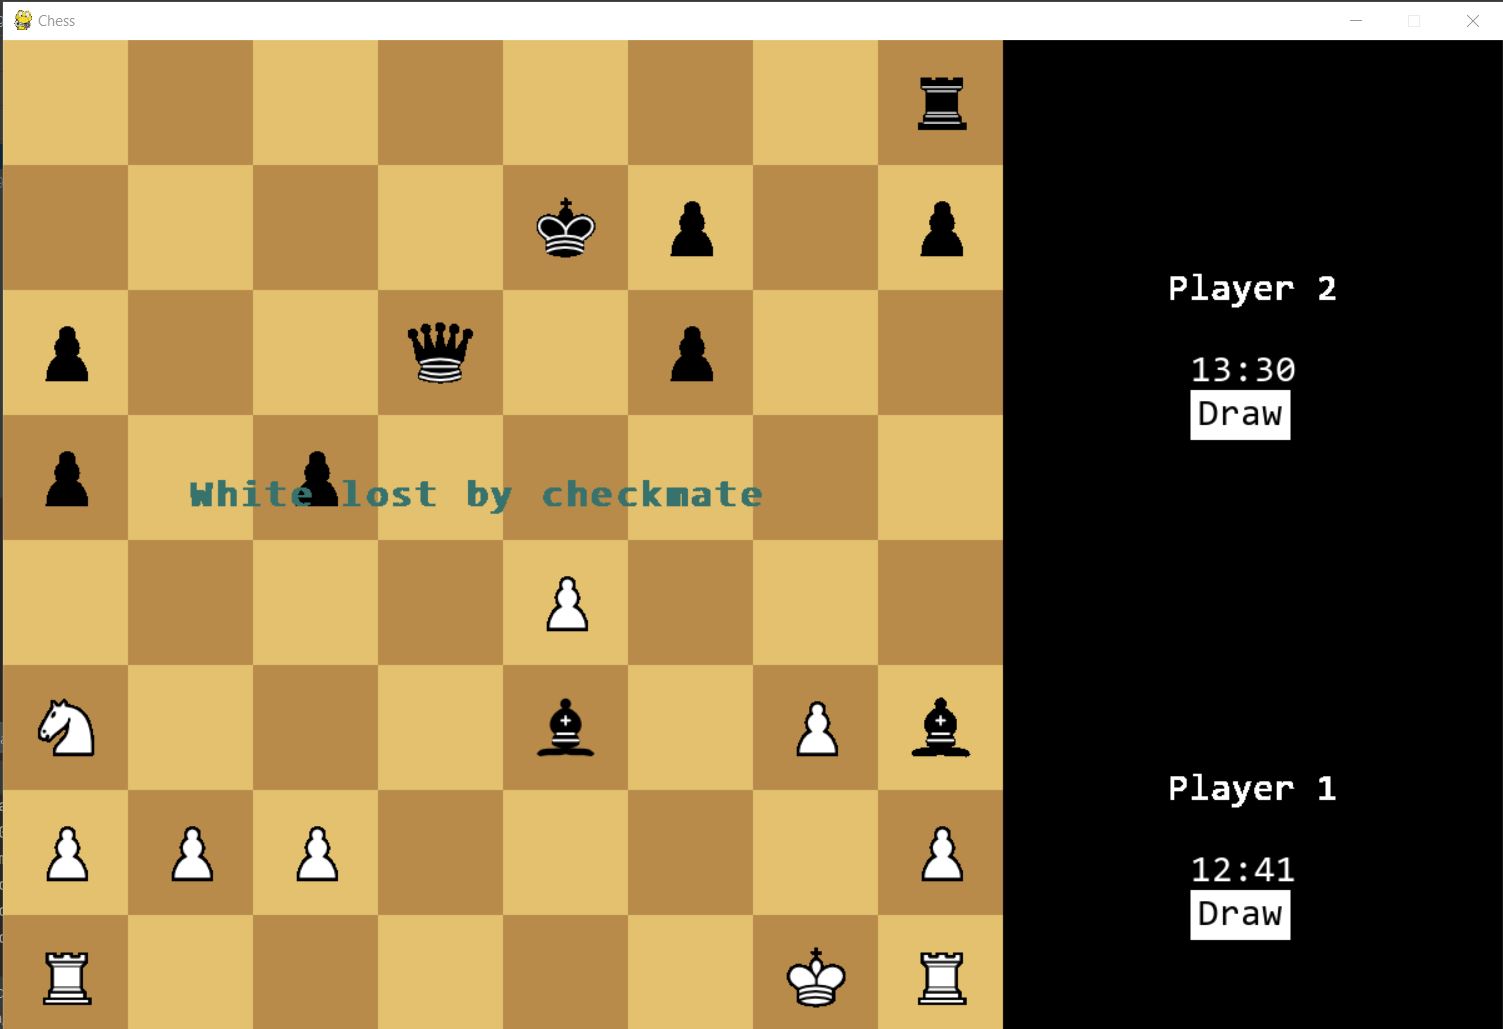 Chess
Player 2
13:30
Draw
White lost by checkmate
Player 1
12:41
Draw